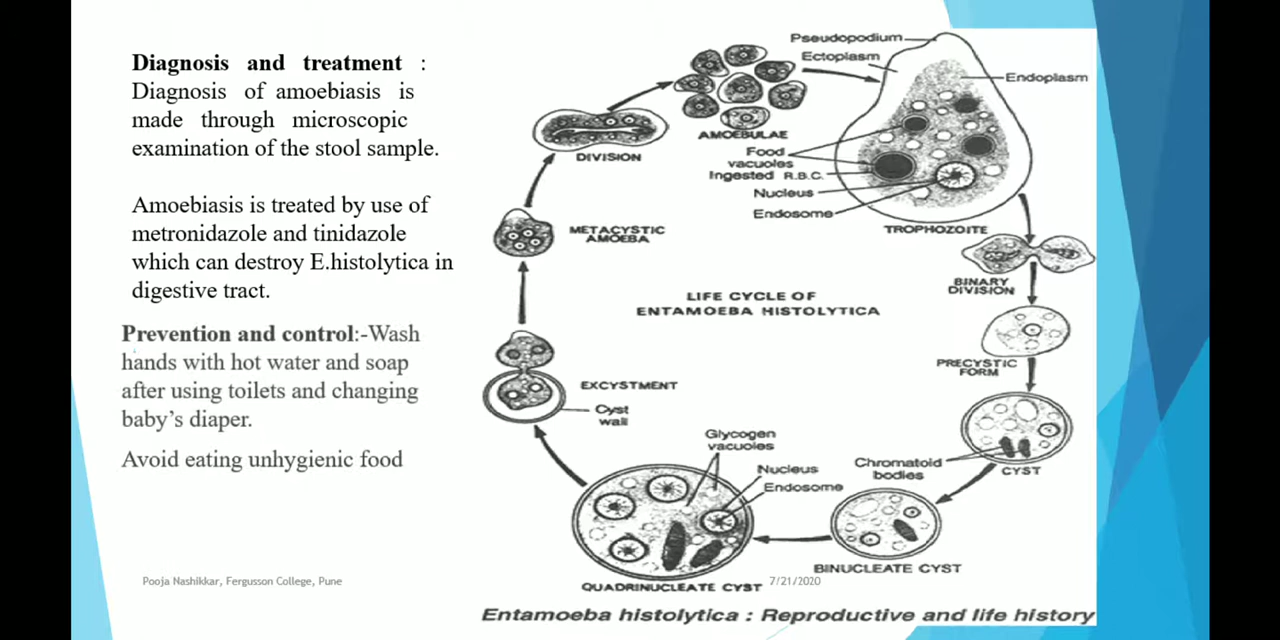 Diagnosis and treatment :
Diagnosis of amoebiasis is
made through microscopic
examination of the stool sample.
Amoebiasis is treated by use of
metronidazole and tinidazole
which can destroy E.histolytica in
digestive tract.
Prevention and control:-Wash
hands with hot water and soap
after using toilets and changing
baby's diaper.
Avoid eating unhygienic food
Pooja Nashikkar, Fergusson College, Pune
7/21/2020
Pseudopodium
Ectoplasm
Endoplasm
AMOEBULAE
DIVISION
Food
vacuoles
Ingested R.B.C.
Nucleus
Endosome
TROPHOZOITE
METACYSTIC
AMOEBA
BINARY
DIVISION
LIFE CYCLE OF
ENTAMOEBA HISTOLYTICA
PRECYSTIC
FORM
EXCYSTMENT
Cyst
wall
Glycogen
vacuoles
Nucleus
Endosome
Chromatoid
bodies
CYST
BINUCLEATE CYST
QUADRINUCLEATE CYST
Entamoeba histolytica : Reproductive and life history